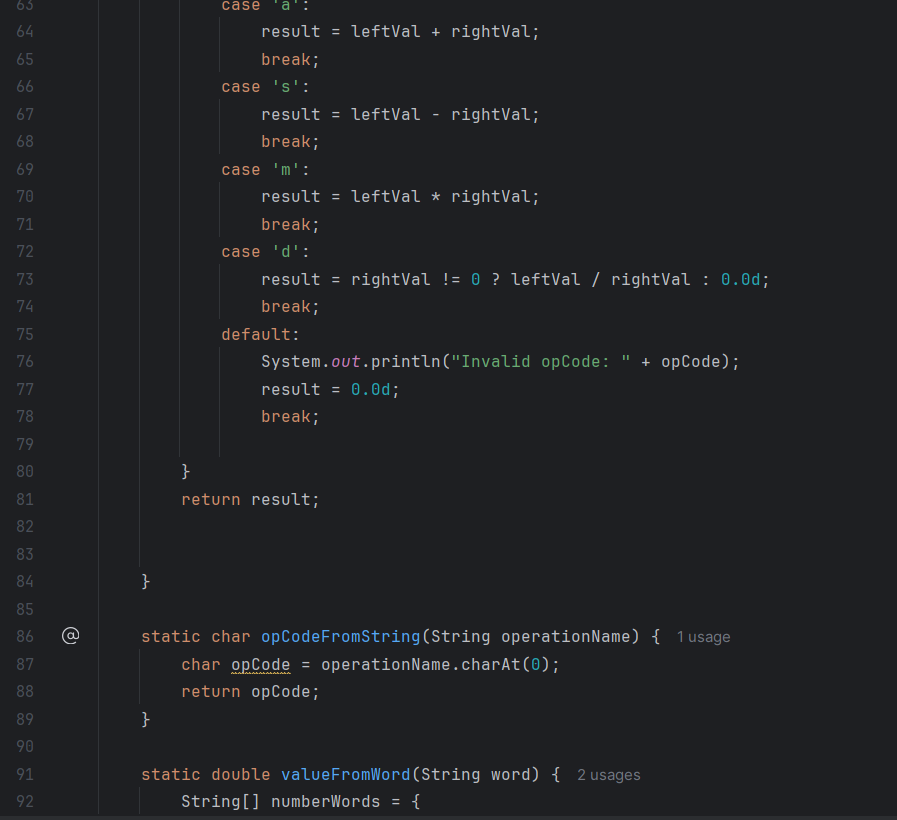 63 case 'a':
64 result = leftVal + rightVal;
65 break;
66 case 's':
67 result = leftVal - rightVal;
68 break;
69 case 'm':
70 result = leftVal * rightVal;
71 break;
72 case 'd':
73 result = rightVal != 0 ? leftVal / rightVal : 0.0d;
74 break;
75 default:
76 System.out.println("Invalid opCode: " + opCode);
77 result = 0.0d;
78 break;
79
80 }
81 return result;
82
83
84 }
85
86 @ static char opCodeFromString(String operationName) { 1 usage
87 char opCode = operationName.charAt(0);
88 return opCode;
89 }
90
91 static double valueFromWord(String word) { 2 usages
92 String[] numberWords = {